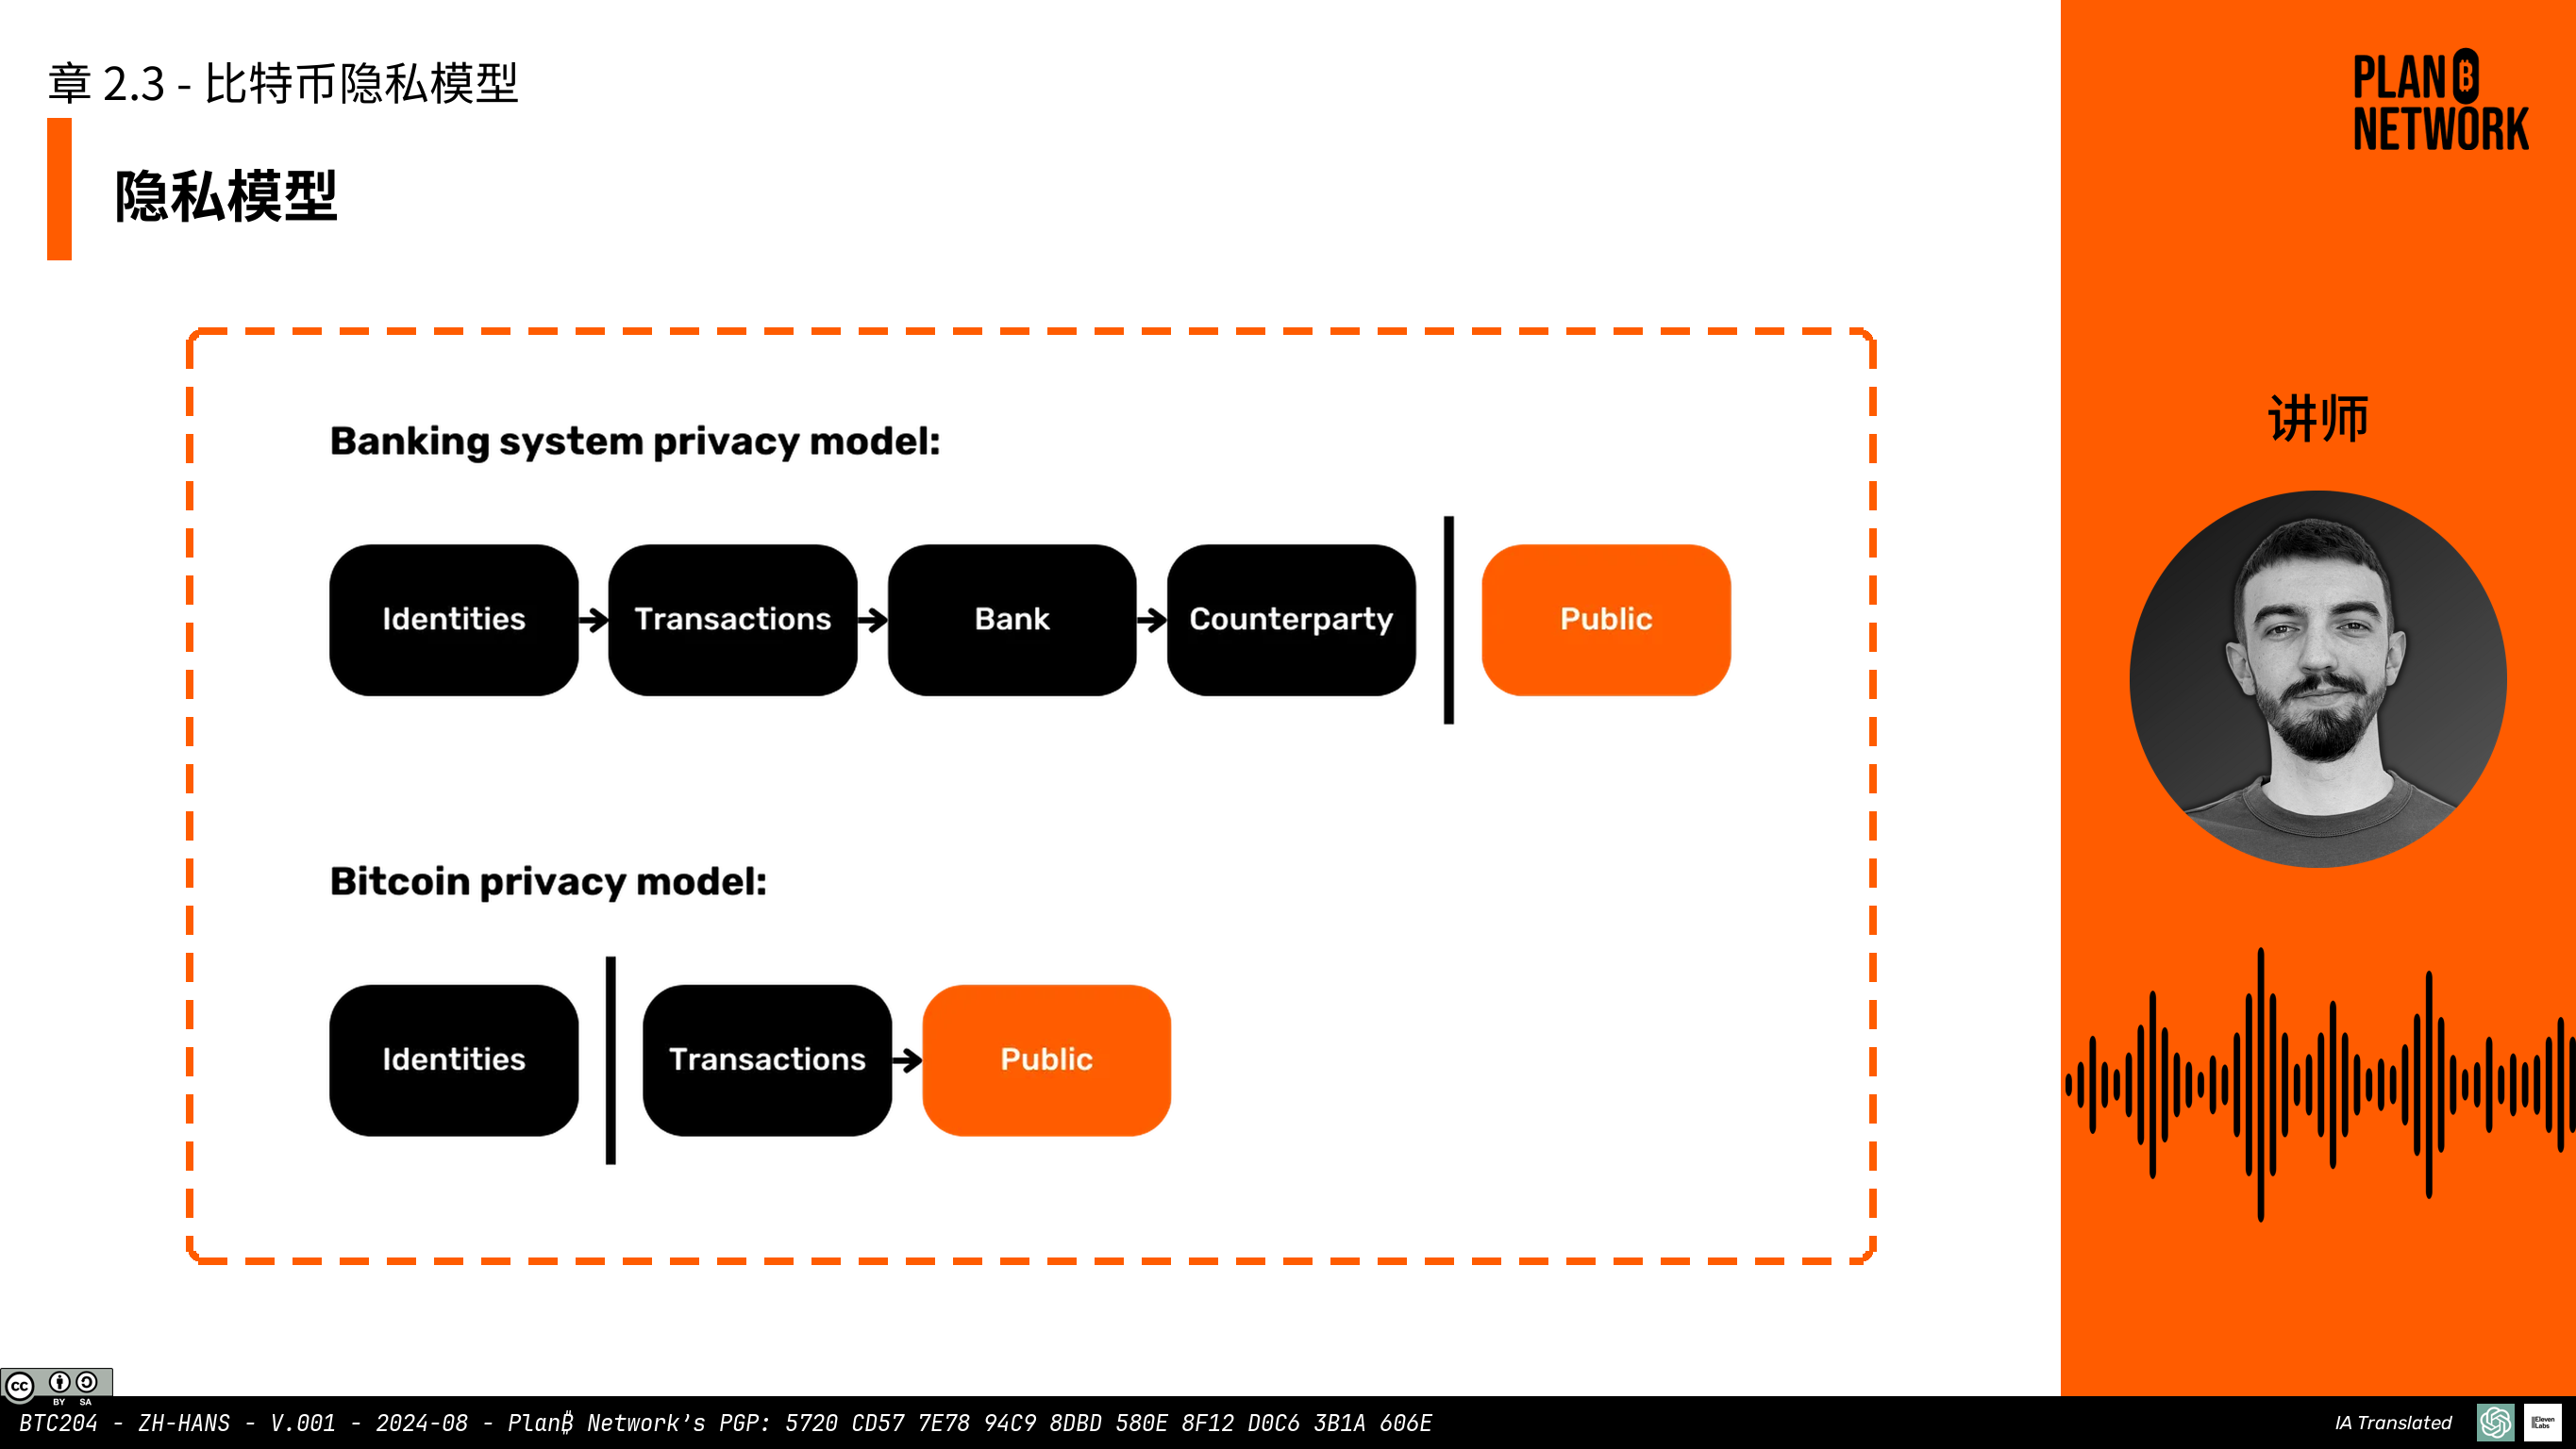 章 2.3 - 比特币隐私模型
隐私模型
PLAN ₿
NETWORK
讲师
Banking system privacy model:
Identities
Transactions
Bank
Counterparty
Public
Bitcoin privacy model:
Identities
Transactions
Public
CC BY SA
BTC204 - ZH-HANS - V.001 - 2024-08 - Plan₿ Network's PGP: 5720 CD57 7E78 94C9 8DBD 580E 8F12 D0C6 3B1A 606E
IA Translated
IIElevenLabs